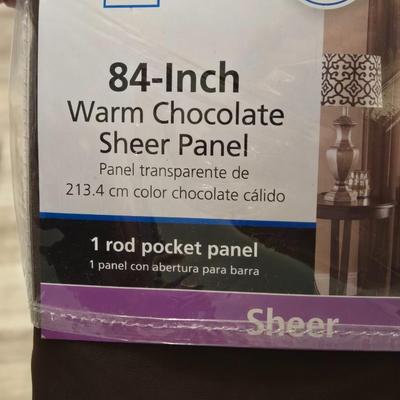 84-Inch
Warm Chocolate
Sheer Panel
Panel transparente de
213.4 cm color chocolate cálido
1 rod pocket panel
1 panel con abertura para barra
Sheer